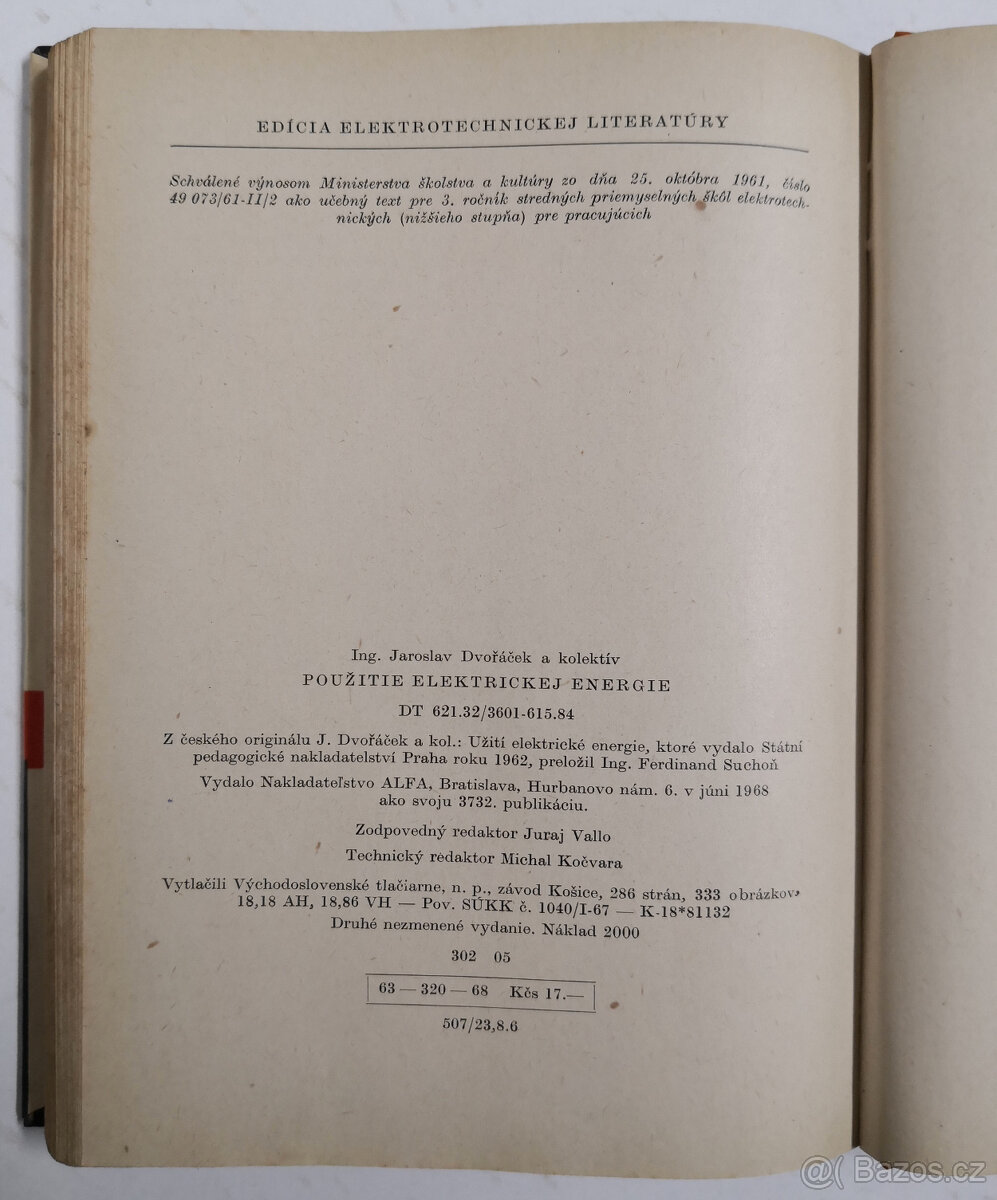 EDÍCIA ELEKTROTECHNICKEJ LITERATÚRY
Schválené výnosom Ministerstva školstva a kultúry zo dňa 25. októbra 1961, číslo
49 073/61-II/2 ako učebný text pre 3. ročník stredných priemyselných škôl elektrotech-
nických (nižšieho stupňa) pre pracujúcich
Ing. Jaroslav Dvořáček a kolektív
POUŽITIE ELEKTRICKEJ ENERGIE
DT 621.32/3601-615.84
Z českého originálu J. Dvořáček a kol.: Užití elektrické energie, ktoré vydalo Státní
pedagogické nakladatelství Praha roku 1962, preložil Ing. Ferdinand Suchoň
Vydalo Nakladateľstvo ALFA, Bratislava, Hurbanovo nám. 6. v júni 1968
ako svoju 3732. publikáciu.
Zodpovedný redaktor Juraj Vallo
Technický redaktor Michal Kočvara
Vytlačili Východoslovenské tlačiarne, n. p., závod Košice, 286 strán, 333 obrázkov,
18,18 AH, 18,86 VH — Pov. SÚKK č. 1040/I-67 — K-18*81132
Druhé nezmenené vydanie. Náklad 2000
302 05
63 — 320 — 68 Kčs 17.—
507/23,8.6
@( Bazos.cz